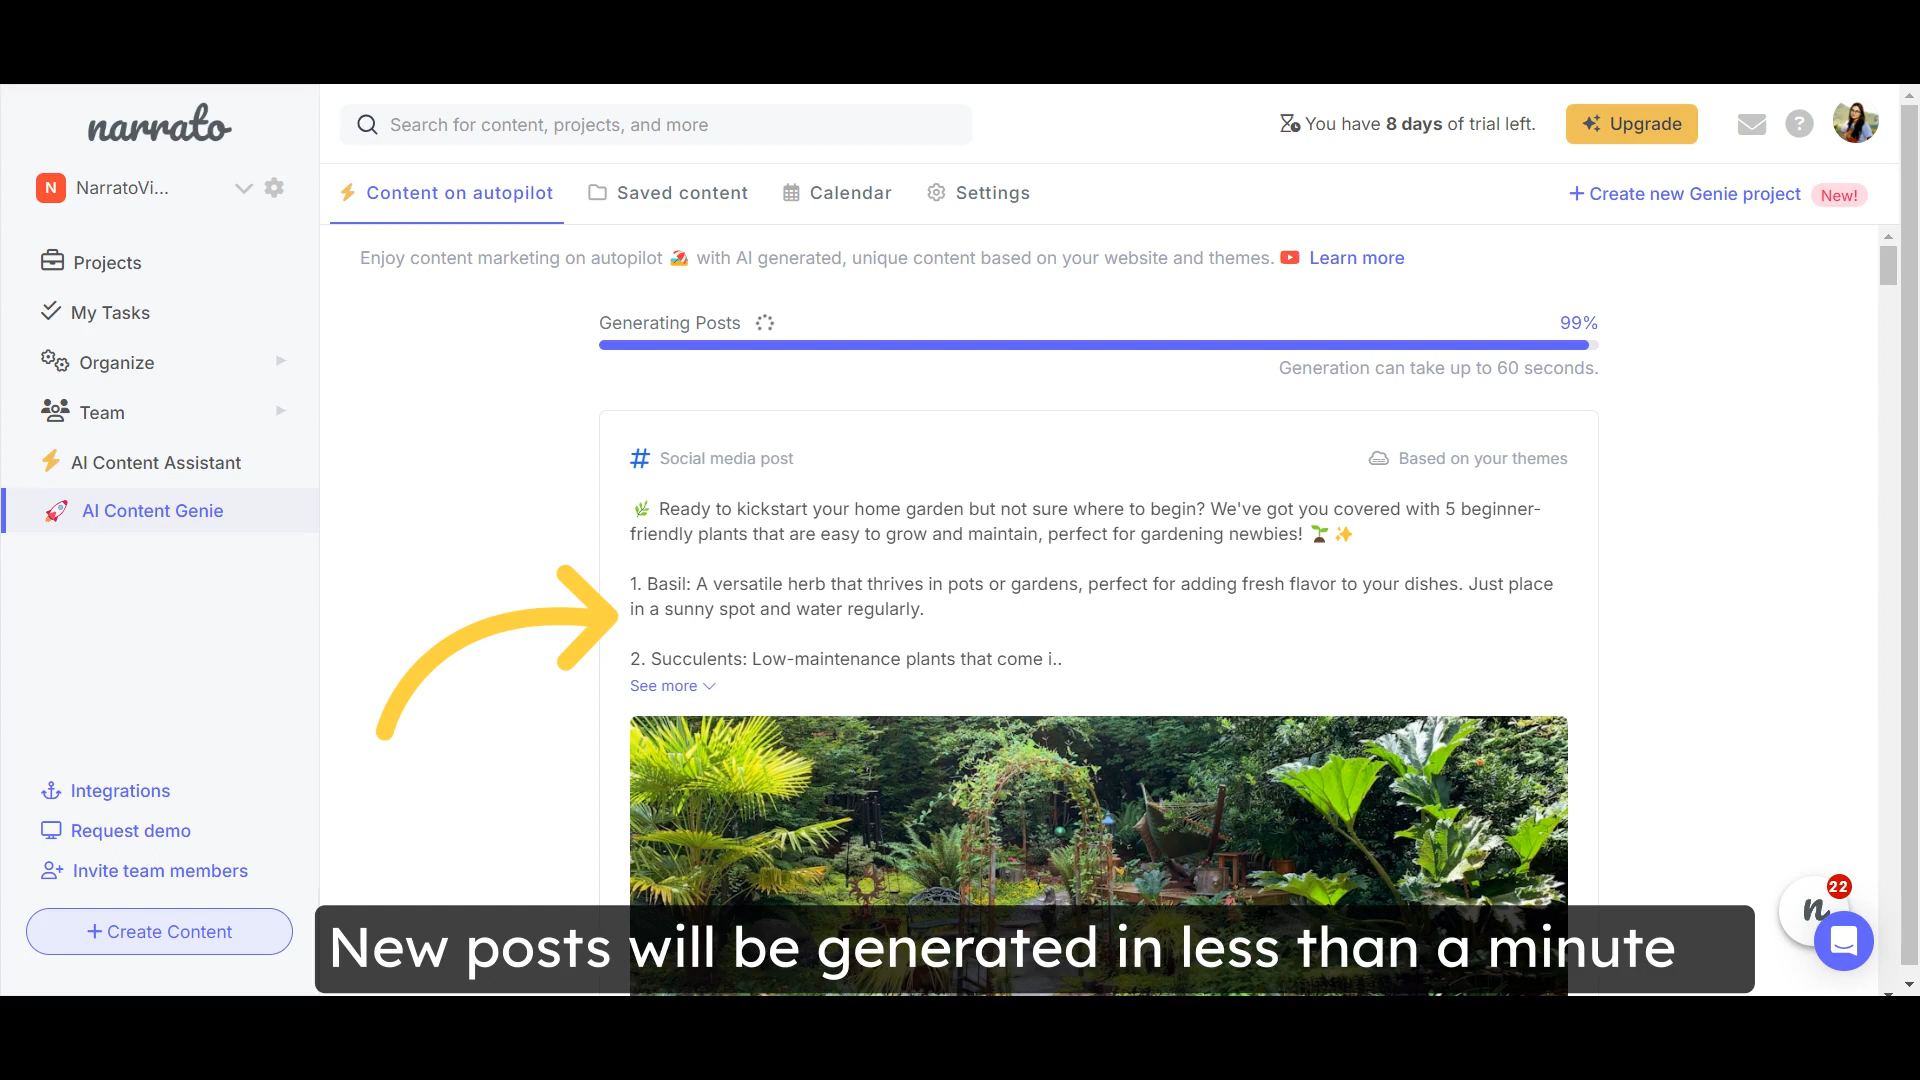 narrato
N NarratoVi...
Projects
My Tasks
Organize
Team
AI Content Assistant
AI Content Genie
Integrations
Request demo
Invite team members
+ Create Content
Search for content, projects, and more
You have 8 days of trial left.
Upgrade
?
Content on autopilot
Saved content
Calendar
Settings
+ Create new Genie project New!
Enjoy content marketing on autopilot 🏖️ with AI generated, unique content based on your website and themes. Learn more
Generating Posts
99%
Generation can take up to 60 seconds.
# Social media post
Based on your themes
🌿 Ready to kickstart your home garden but not sure where to begin? We've got you covered with 5 beginner-
friendly plants that are easy to grow and maintain, perfect for gardening newbies! 🌱✨
1. Basil: A versatile herb that thrives in pots or gardens, perfect for adding fresh flavor to your dishes. Just place
in a sunny spot and water regularly.
2. Succulents: Low-maintenance plants that come i..
See more
22
n
New posts will be generated in less than a minute